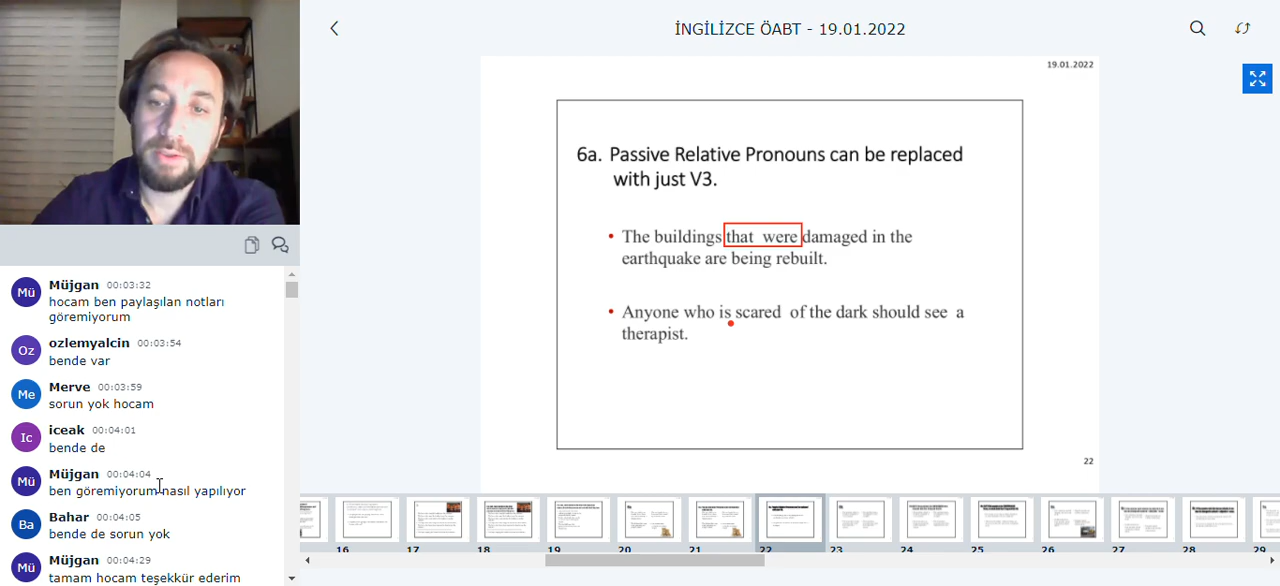 İNGİLİZCE ÖABT - 19.01.2022
19.01.2022
6a. Passive Relative Pronouns can be replaced
with just V3.
• The buildings that were damaged in the
earthquake are being rebuilt.
• Anyone who is scared of the dark should see a
therapist.
22
Mü
Müjgan 00:03:32
hocam ben paylaşılan notları
göremiyorum
Oz
ozlemyalcin 00:03:54
bende var
Me
Merve 00:03:59
sorun yok hocam
Ic
iceak 00:04:01
bende de
Mü
Müjgan 00:04:04
ben göremiyorum nasıl yapılıyor
Ba
Bahar 00:04:05
bende de sorun yok
Mü
Müjgan 00:04:29
tamam hocam teşekkür ederim
16 17 18 19 20 21 22 23 24 25 26 27 28 29